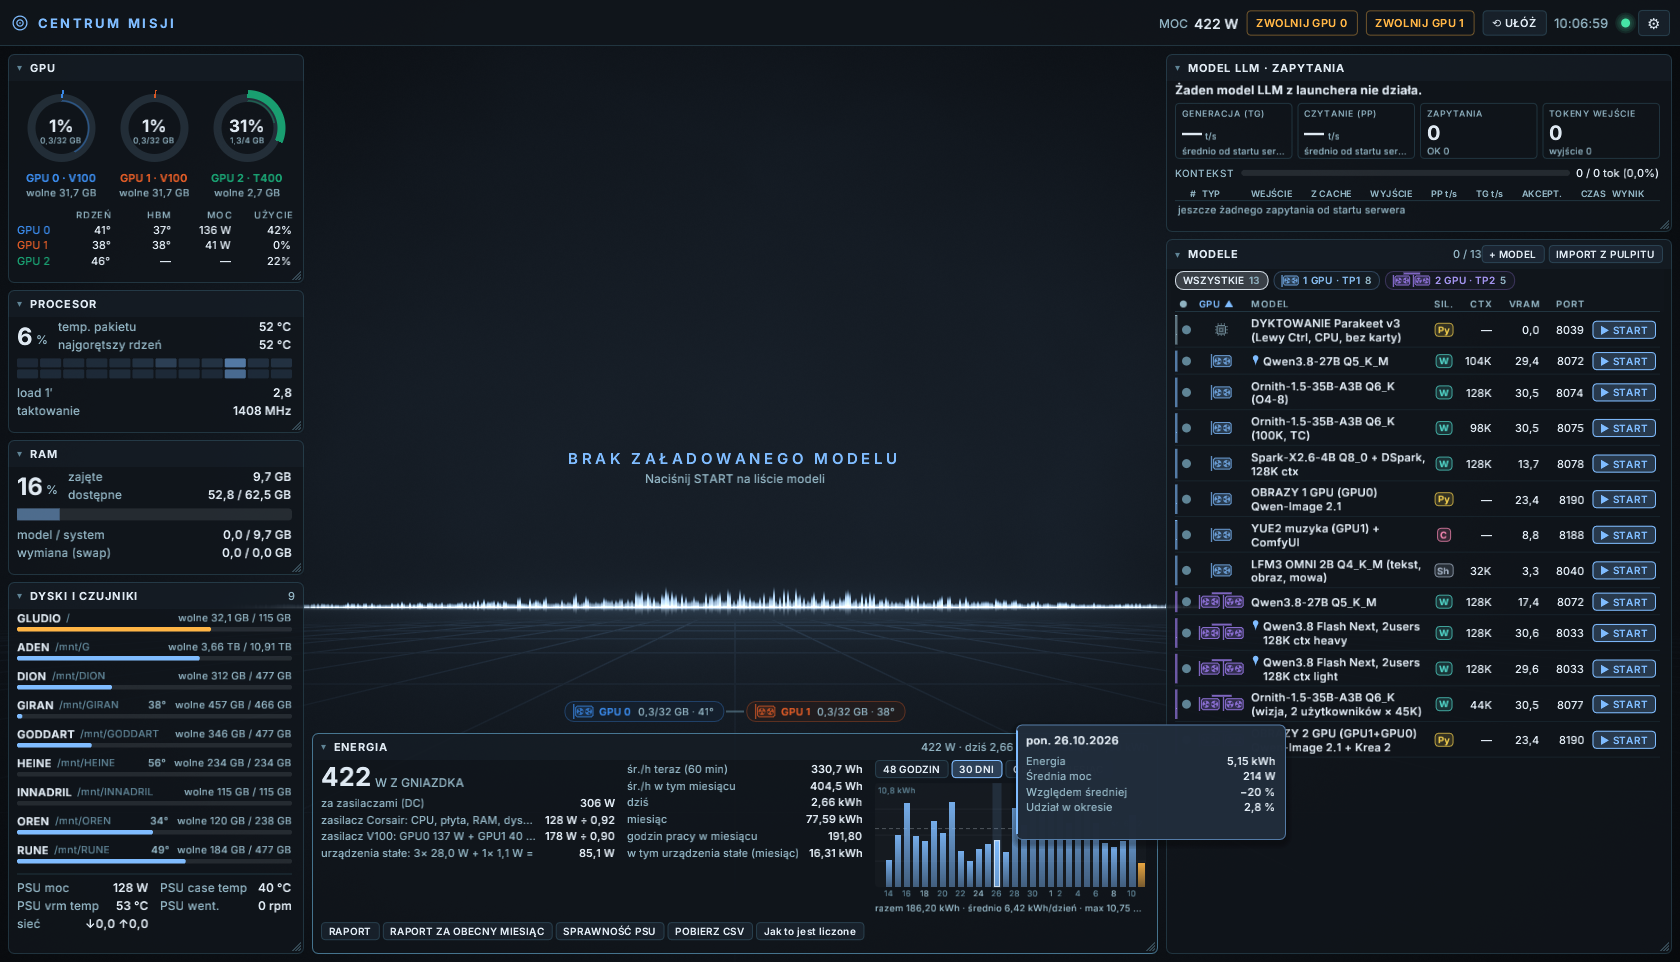 CENTRUM MISJI
MOC 422 W ZWOLNIJ GPU 0 ZWOLNIJ GPU 1 ⟲ UŁÓŻ 10:06:59
GPU
1% 1% 31%
0,3/32 GB 0,3/32 GB 1,3/4 GB
GPU 0 · V100 GPU 1 · V100 GPU 2 · T400
wolne 31,7 GB wolne 31,7 GB wolne 2,7 GB
RDZEŃ HBM MOC UŻYCIE
GPU 0 41° 37° 136 W 42%
GPU 1 38° 38° 41 W 0%
GPU 2 46° — — 22%
PROCESOR
6 % temp. pakietu 52 °C
najgorętszy rdzeń 52 °C
load 1' 2,8
taktowanie 1408 MHz
RAM
16 % zajęte 9,7 GB
dostępne 52,8 / 62,5 GB
model / system 0,0 / 9,7 GB
wymiana (swap) 0,0 / 0,0 GB
DYSKI I CZUJNIKI 9
GLUDIO / wolne 32,1 GB / 115 GB
ADEN /mnt/G wolne 3,66 TB / 10,91 TB
DION /mnt/DION wolne 312 GB / 477 GB
GIRAN /mnt/GIRAN 38° wolne 457 GB / 466 GB
GODDART /mnt/GODDART wolne 346 GB / 477 GB
HEINE /mnt/HEINE 56° wolne 234 GB / 234 GB
INNADRIL /mnt/INNADRIL wolne 115 GB / 115 GB
OREN /mnt/OREN 34° wolne 120 GB / 238 GB
RUNE /mnt/RUNE 49° wolne 184 GB / 477 GB
PSU moc 128 W PSU case temp 40 °C
PSU vrm temp 53 °C PSU went. 0 rpm
sieć ↓0,0 ↑0,0
BRAK ZAŁADOWANEGO MODELU
Naciśnij START na liście modeli
GPU 0 0,3/32 GB · 41° GPU 1 0,3/32 GB · 38°
ENERGIA 422 W · dziś 2,66
422 W Z GNIAZDKA
za zasilaczami (DC) 306 W
zasilacz Corsair: CPU, płyta, RAM, dys... 128 W ÷ 0,92
zasilacz V100: GPU0 137 W + GPU1 40 ... 178 W ÷ 0,90
urządzenia stałe: 3× 28,0 W + 1× 1,1 W = 85,1 W
śr./h teraz (60 min) 330,7 Wh
śr./h w tym miesiącu 404,5 Wh
dziś 2,66 kWh
miesiąc 77,59 kWh
godzin pracy w miesiącu 191,80
w tym urządzenia stałe (miesiąc) 16,31 kWh
48 GODZIN 30 DNI
10,8 kWh
14 16 18 20 22 24 26 28 30 1 2 4 6 8 10
razem 186,20 kWh · średnio 6,42 kWh/dzień · max 10,75 ...
RAPORT RAPORT ZA OBECNY MIESIĄC SPRAWNOŚĆ PSU POBIERZ CSV Jak to jest liczone
pon. 26.10.2026
Energia 5,15 kWh
Średnia moc 214 W
Względem średniej −20 %
Udział w okresie 2,8 %
MODEL LLM · ZAPYTANIA
Żaden model LLM z launchera nie działa.
GENERACJA (TG) CZYTANIE (PP) ZAPYTANIA TOKENY WEJŚCIE
— t/s — t/s 0 0
średnio od startu ser... średnio od startu ser... OK 0 wyjście 0
KONTEKST 0 / 0 tok (0,0%)
# TYP WEJŚCIE Z CACHE WYJŚCIE PP t/s TG t/s AKCEPT. CZAS WYNIK
jeszcze żadnego zapytania od startu serwera
MODELE 0 / 13 + MODEL IMPORT Z PULPITU
WSZYSTKIE 13 1 GPU · TP1 8 2 GPU · TP2 5
GPU ▲ MODEL SIL. CTX VRAM PORT
DYKTOWANIE Parakeet v3 (Lewy Ctrl, CPU, bez karty) Py — 0,0 8039 ▶ START
Qwen3.8-27B Q5_K_M W 104K 29,4 8072 ▶ START
Ornith-1.5-35B-A3B Q6_K (O4-8) W 128K 30,5 8074 ▶ START
Ornith-1.5-35B-A3B Q6_K (100K, TC) W 98K 30,5 8075 ▶ START
Spark-X2.6-4B Q8_0 + DSpark, 128K ctx W 128K 13,7 8078 ▶ START
OBRAZY 1 GPU (GPU0) Qwen-Image 2.1 Py — 23,4 8190 ▶ START
YUE2 muzyka (GPU1) + ComfyUI C — 8,8 8188 ▶ START
LFM3 OMNI 2B Q4_K_M (tekst, obraz, mowa) Sh 32K 3,3 8040 ▶ START
Qwen3.8-27B Q5_K_M W 128K 17,4 8072 ▶ START
Qwen3.8 Flash Next, 2users 128K ctx heavy W 128K 30,6 8033 ▶ START
Qwen3.8 Flash Next, 2users 128K ctx light W 128K 29,6 8033 ▶ START
Ornith-1.5-35B-A3B Q6_K (wizja, 2 użytkowników × 45K) W 44K 30,5 8077 ▶ START
ZY 2 GPU (GPU1+GPU0) -Image 2.1 + Krea 2 Py — 23,4 8190 ▶ START